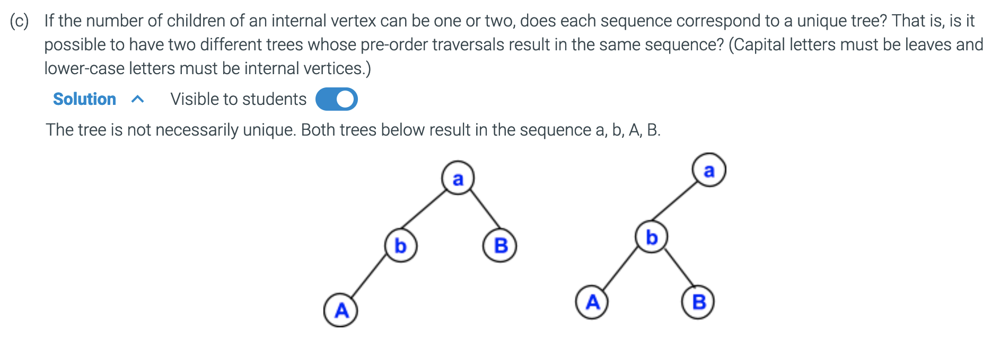 (c) If the number of children of an internal vertex can be one or two, does each sequence correspond to a unique tree? That is, is it
possible to have two different trees whose pre-order traversals result in the same sequence? (Capital letters must be leaves and
lower-case letters must be internal vertices.)
Solution Visible to students
The tree is not necessarily unique. Both trees below result in the sequence a, b, A, B.
a
b B
A
a
b
A B